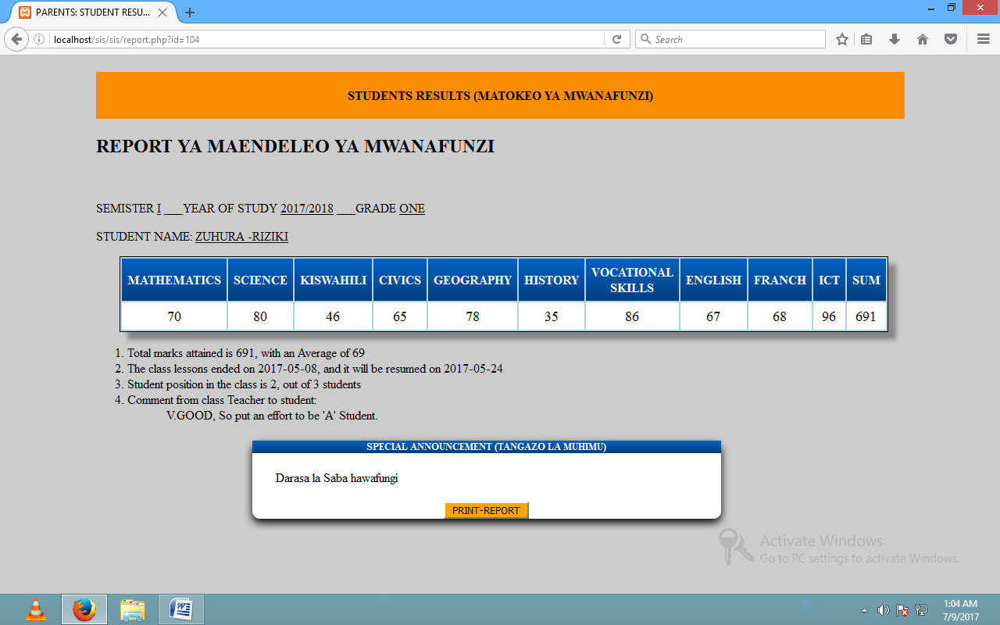 PARENTS: STUDENT RESU...
localhost/sis/sis/report.php?id=104
Search
STUDENTS RESULTS (MATOKEO YA MWANAFUNZI)
REPORT YA MAENDELEO YA MWANAFUNZI
SEMISTER I ___YEAR OF STUDY 2017/2018 ___GRADE ONE
STUDENT NAME: ZUHURA -RIZIKI
MATHEMATICS SCIENCE KISWAHILI CIVICS GEOGRAPHY HISTORY VOCATIONAL SKILLS ENGLISH FRANCH ICT SUM
70 80 46 65 78 35 86 67 68 96 691
1. Total marks attained is 691, with an Average of 69
2. The class lessons ended on 2017-05-08, and it will be resumed on 2017-05-24
3. Student position in the class is 2, out of 3 students
4. Comment from class Teacher to student:
V.GOOD, So put an effort to be 'A' Student.
SPECIAL ANNOUNCEMENT (TANGAZO LA MUHIMU)
Darasa la Saba hawafungi
PRINT-REPORT
Activate Windows
Go to PC settings to activate Windows.
1:04 AM
7/9/2017